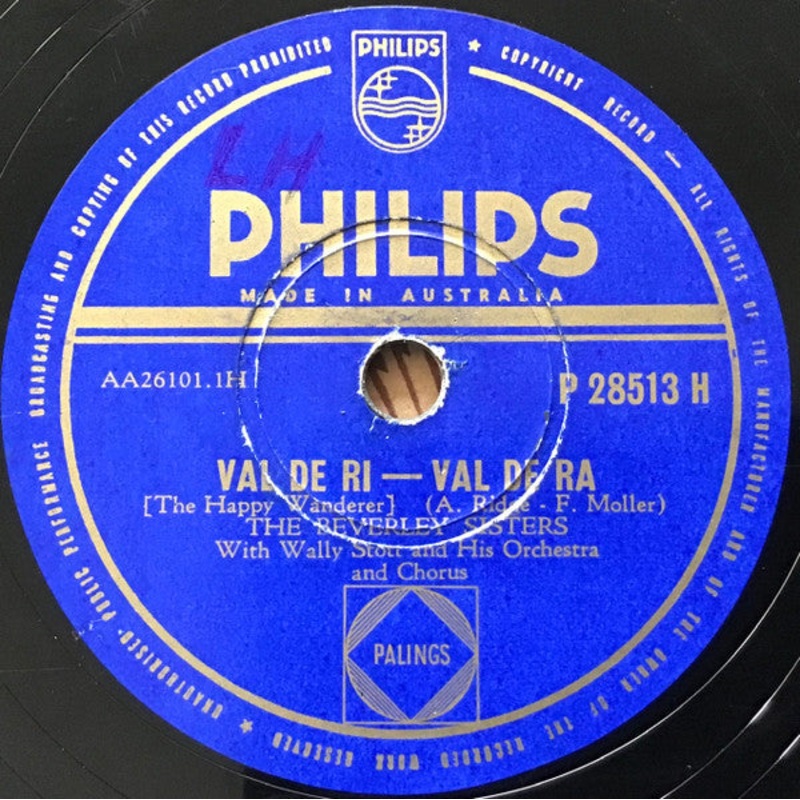 PHILIPS
★ COPYRIGHT RECORD — ALL RIGHTS OF THE MANUFACTURER AND OF THE OWNER OF THE RECORDED WORK RESERVED ★ UNAUTHORISED PUBLIC PERFORMANCE BROADCASTING AND COPYING OF THIS RECORD PROHIBITED
LH
PHILIPS
MADE IN AUSTRALIA
AA26101.1H
P 28513 H
VAL DE RI — VAL DE RA
[The Happy Wanderer] (A. Ridge - F. Moller)
THE BEVERLEY SISTERS
With Wally Stott and His Orchestra
and Chorus
PALINGS